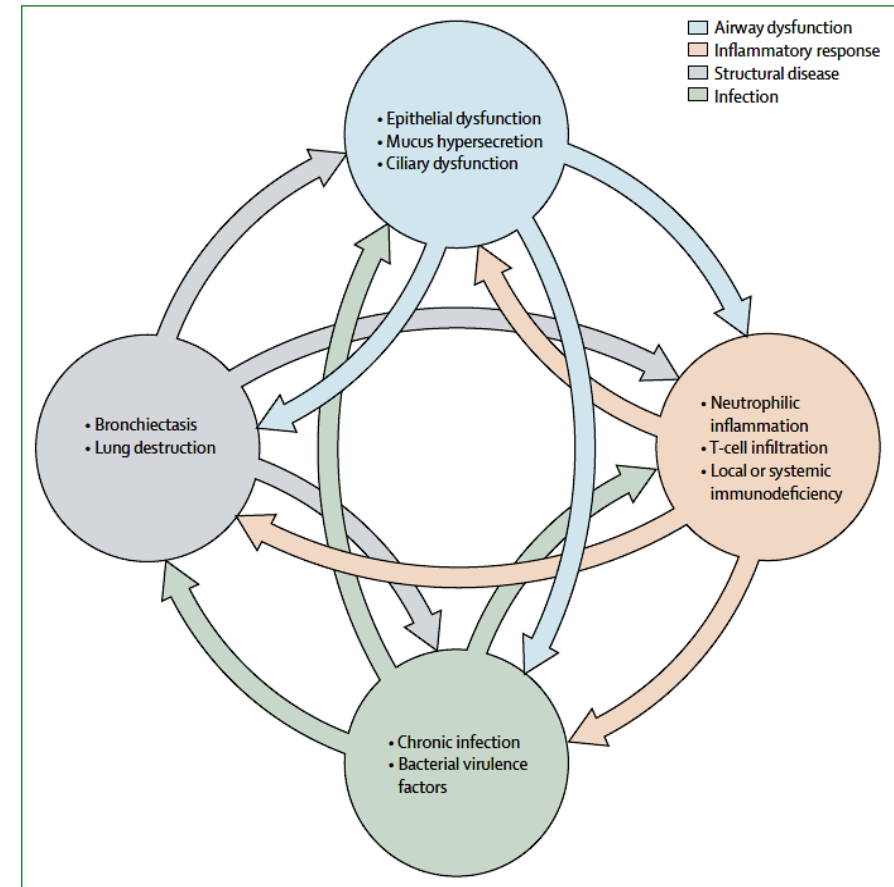 Airway dysfunction
Inflammatory response
Structural disease
Infection
• Epithelial dysfunction
• Mucus hypersecretion
• Ciliary dysfunction
• Bronchiectasis
• Lung destruction
• Neutrophilic
inflammation
• T-cell infiltration
• Local or systemic
immunodeficiency
• Chronic infection
• Bacterial virulence
factors